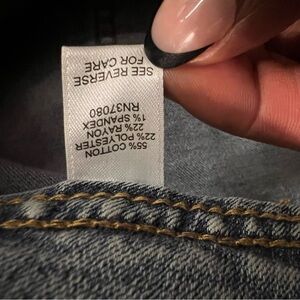 55% COTTON
22% POLYESTER
22% RAYON
1% SPANDEX
RN37080
SEE REVERSE
FOR CARE